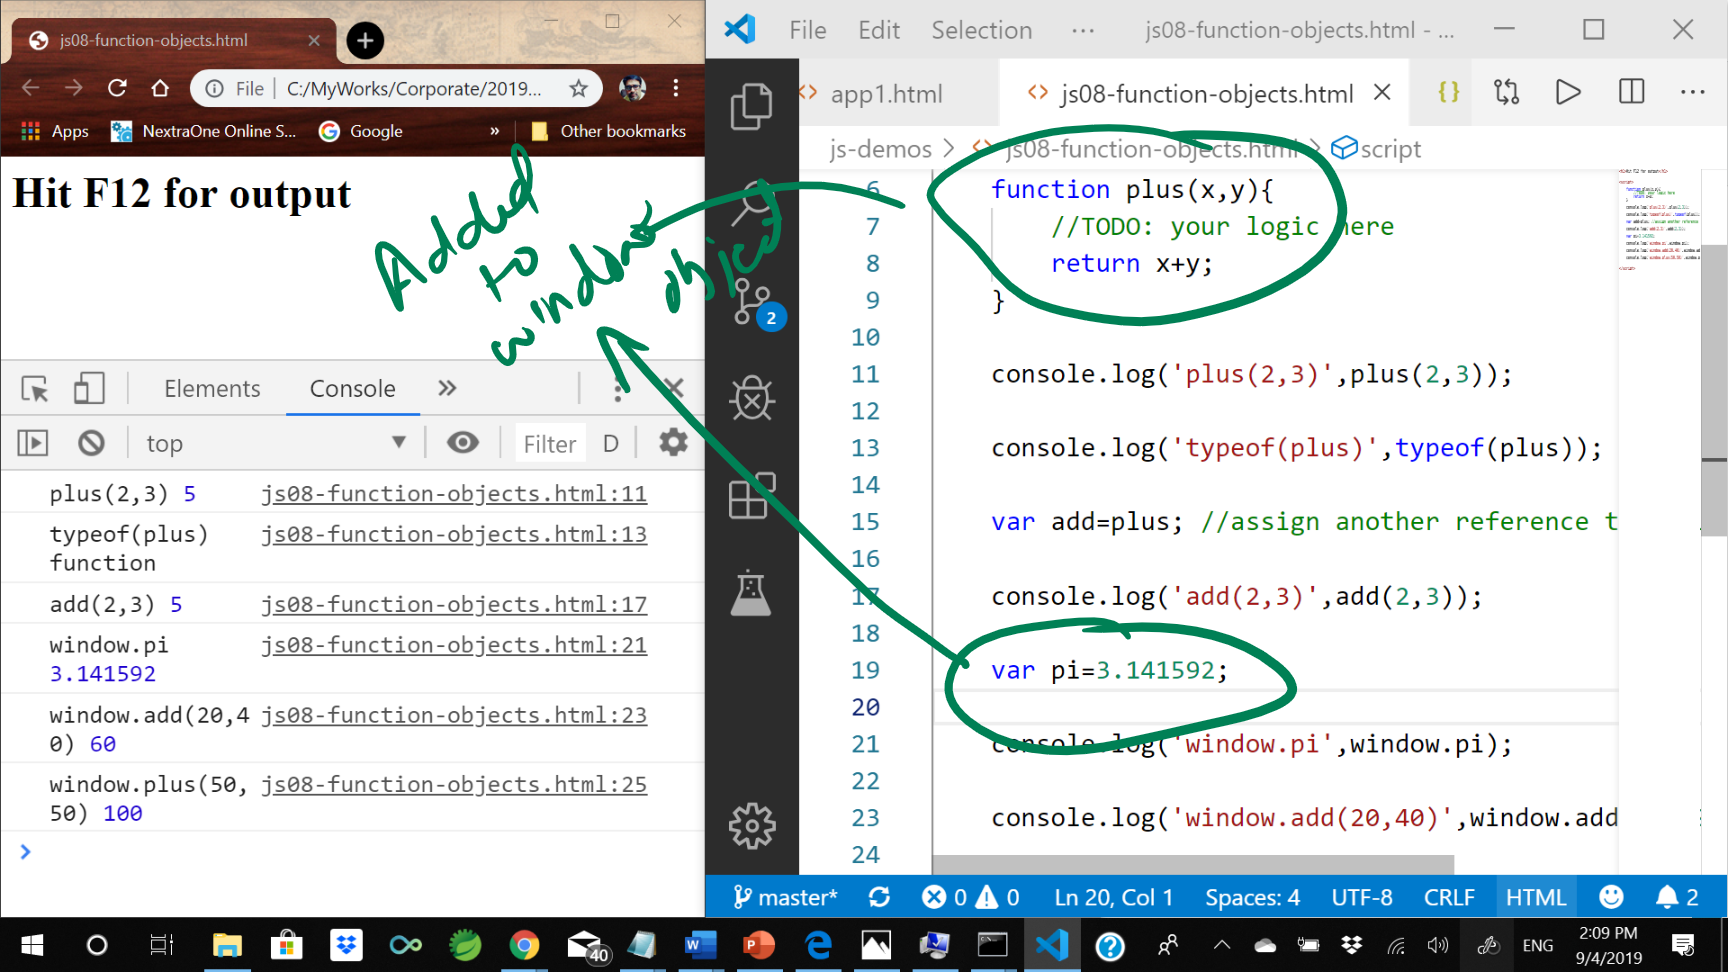 js08-function-objects.html
File C:/MyWorks/Corporate/2019...
Apps NextraOne Online S... Google » Other bookmarks
Hit F12 for output
Added
to
window
object
Elements Console
top Filter D
plus(2,3) 5 js08-function-objects.html:11
typeof(plus) js08-function-objects.html:13
function
add(2,3) 5 js08-function-objects.html:17
window.pi js08-function-objects.html:21
3.141592
window.add(20,4 js08-function-objects.html:23
0) 60
window.plus(50, js08-function-objects.html:25
50) 100
File Edit Selection ... js08-function-objects.html - ...
app1.html js08-function-objects.html
js-demos > js08-function-objects.html > script
6 function plus(x,y){
7 //TODO: your logic here
8 return x+y;
9 }
10
11 console.log('plus(2,3)',plus(2,3));
12
13 console.log('typeof(plus)',typeof(plus));
14
15 var add=plus; //assign another reference t
16
17 console.log('add(2,3)',add(2,3));
18
19 var pi=3.141592;
20
21 console.log('window.pi',window.pi);
22
23 console.log('window.add(20,40)',window.add
24
2
master* 0 0 Ln 20, Col 1 Spaces: 4 UTF-8 CRLF HTML 2
40 ENG 2:09 PM
9/4/2019